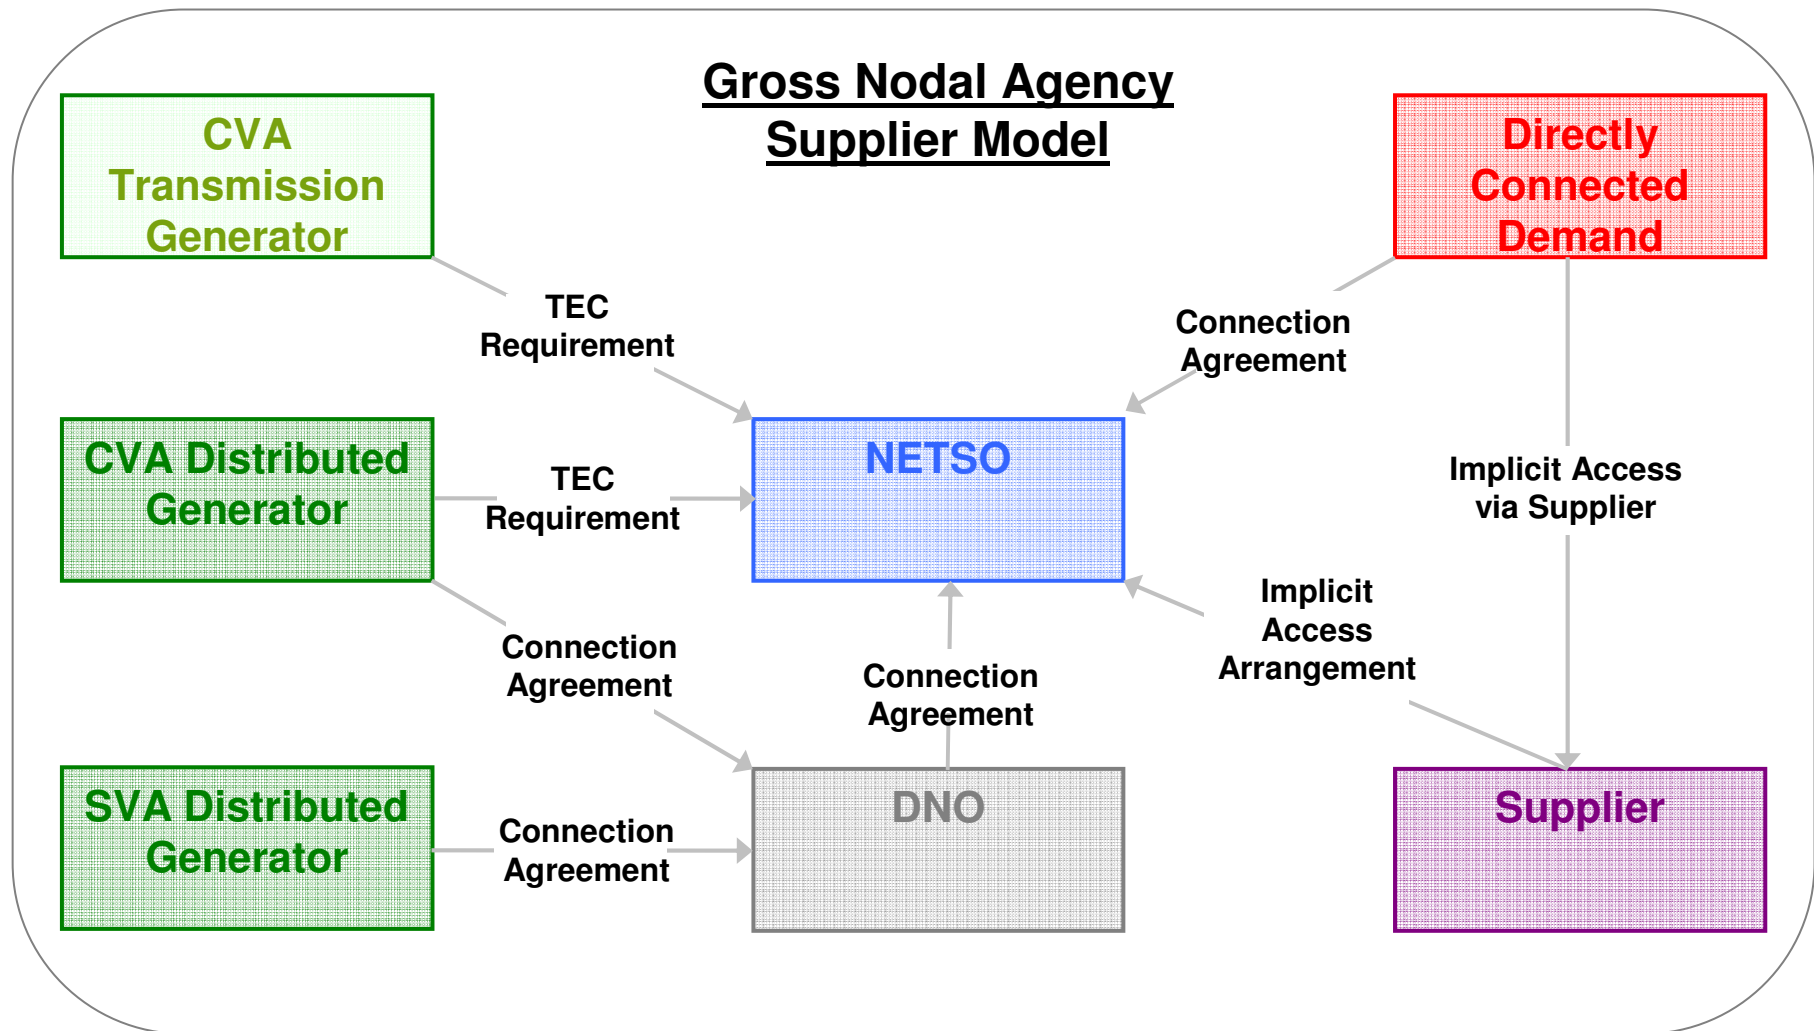 Gross Nodal Agency
Supplier Model
CVA
Transmission
Generator
Directly
Connected
Demand
TEC
Requirement
Connection
Agreement
CVA Distributed
Generator
TEC
Requirement
NETSO
Implicit Access
via Supplier
Connection
Agreement
Connection
Agreement
Implicit
Access
Arrangement
SVA Distributed
Generator
Connection
Agreement
DNO
Supplier